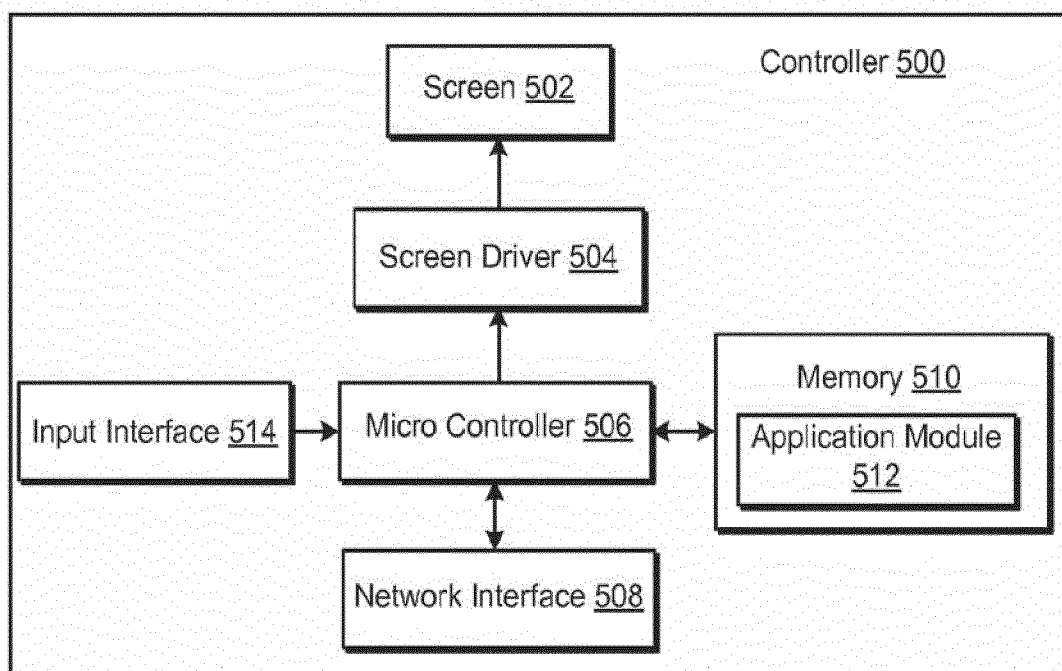 Controller 500
Screen 502
Screen Driver 504
Input Interface 514
Micro Controller 506
Memory 510
Application Module
512
Network Interface 508